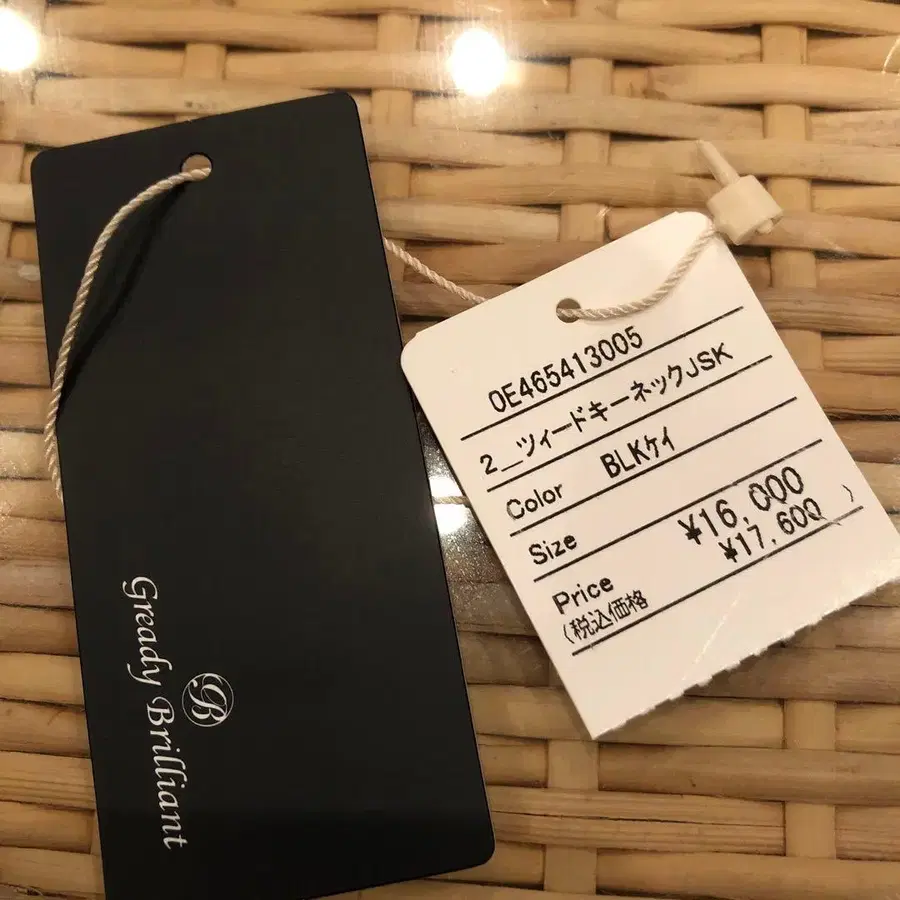 Gready Brilliant
B
0E465413005
2_ツィードキーネックJSK
Color BLKケイ
Size
Price ¥16,000
(税込価格 ¥17,600 )